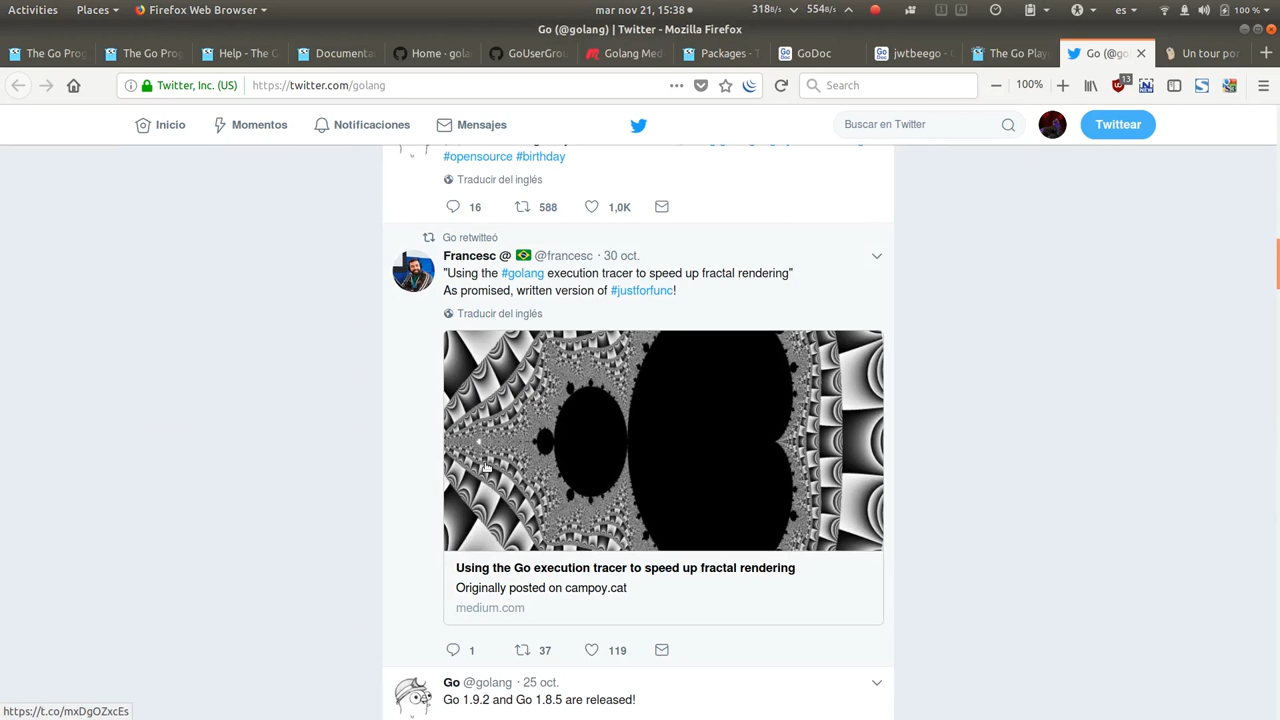 Activities Places Firefox Web Browser mar nov 21, 15:38 318B/s 554B/s 1 A es 100 %
Go (@golang) | Twitter - Mozilla Firefox
The Go Prog The Go Prog Help - The G Documenta Home · gola GoUserGro Golang Med Packages - T GoDoc jwtbeego - The Go Play Go (@go Un tour por
Twitter, Inc. (US) https://twitter.com/golang Search 100% 13
Inicio Momentos Notificaciones Mensajes Buscar en Twitter Twittear
#opensource #birthday
Traducir del inglés
16 588 1,0K
Go retwitteó
Francesc @ @francesc · 30 oct.
"Using the #golang execution tracer to speed up fractal rendering"
As promised, written version of #justforfunc!
Traducir del inglés
Using the Go execution tracer to speed up fractal rendering
Originally posted on campoy.cat
medium.com
1 37 119
Go @golang · 25 oct.
Go 1.9.2 and Go 1.8.5 are released!
https://t.co/mxDgOZxcEs